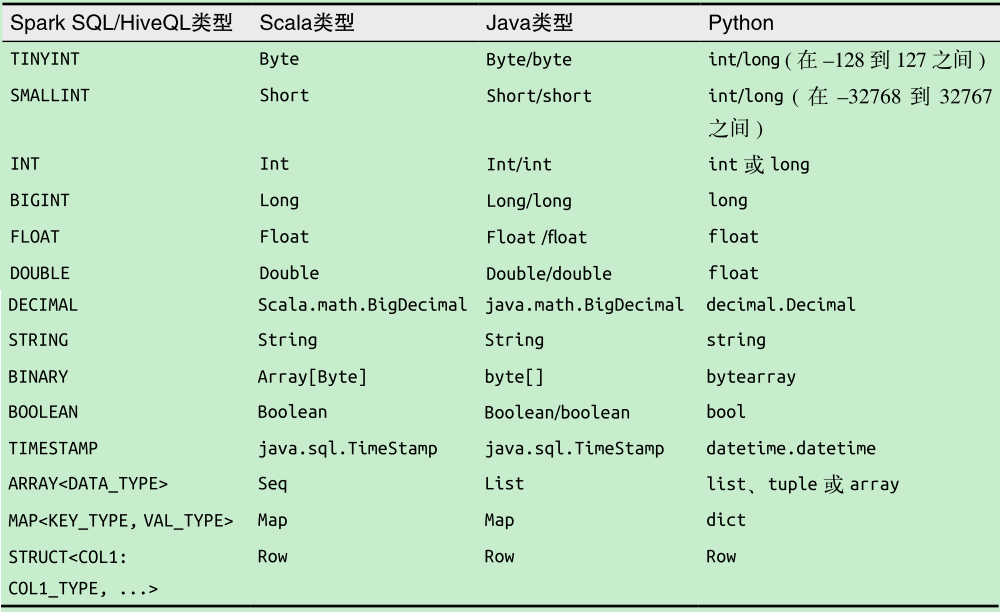 Spark SQL/HiveQL类型 Scala类型 Java类型 Python
TINYINT Byte Byte/byte int/long ( 在 –128 到 127 之间 )
SMALLINT Short Short/short int/long ( 在 –32768 到 32767
之间 )
INT Int Int/int int 或 long
BIGINT Long Long/long long
FLOAT Float Float /float float
DOUBLE Double Double/double float
DECIMAL Scala.math.BigDecimal java.math.BigDecimal decimal.Decimal
STRING String String string
BINARY Array[Byte] byte[] bytearray
BOOLEAN Boolean Boolean/boolean bool
TIMESTAMP java.sql.TimeStamp java.sql.TimeStamp datetime.datetime
ARRAY<DATA_TYPE> Seq List list、tuple 或 array
MAP<KEY_TYPE, VAL_TYPE> Map Map dict
STRUCT<COL1: Row Row Row
COL1_TYPE, ...>